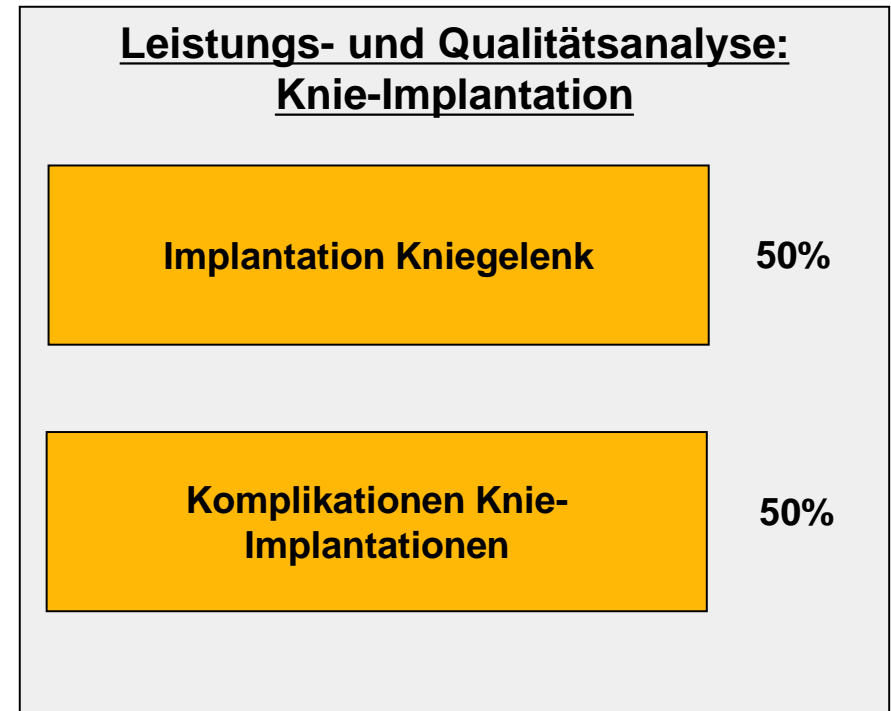 Leistungs- und Qualitätsanalyse:
Knie-Implantation
Implantation Kniegelenk
50%
Komplikationen Knie-
Implantationen
50%